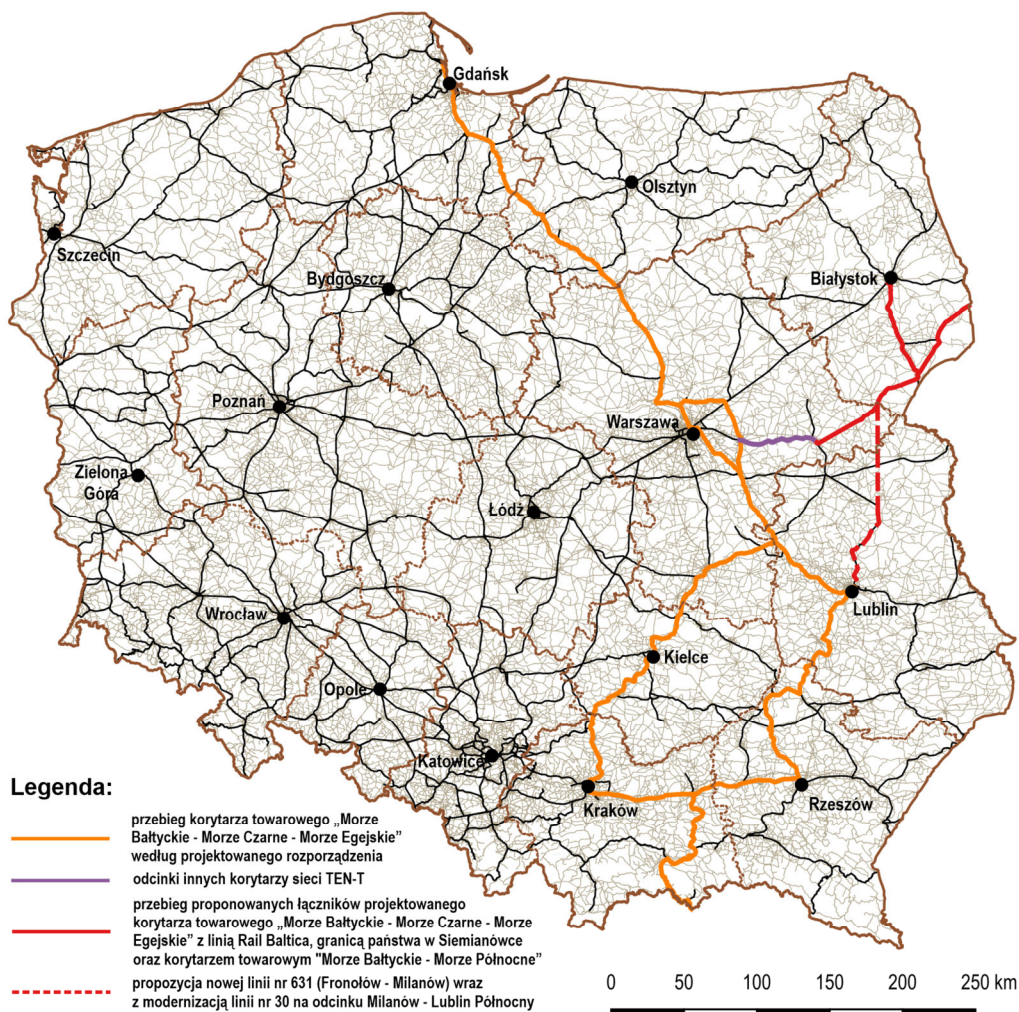 Gdańsk
Olsztyn
Szczecin
Bydgoszcz
Białystok
Poznań
Warszawa
Zielona
Góra
Łódź
Wrocław
Lublin
Kielce
Opole
Katowice
Kraków
Rzeszów
Legenda:
przebieg korytarza towarowego „Morze
Bałtyckie - Morze Czarne - Morze Egejskie”
według projektowanego rozporządzenia
odcinki innych korytarzy sieci TEN-T
przebieg proponowanych łączników projektowanego
korytarza towarowego „Morze Bałtyckie - Morze Czarne - Morze
Egejskie” z linią Rail Baltica, granicą państwa w Siemianówce
oraz korytarzem towarowym "Morze Bałtyckie - Morze Północne”
propozycja nowej linii nr 631 (Fronołów - Milanów) wraz
z modernizacją linii nr 30 na odcinku Milanów - Lublin Północny
0 50 100 150 200 250 km